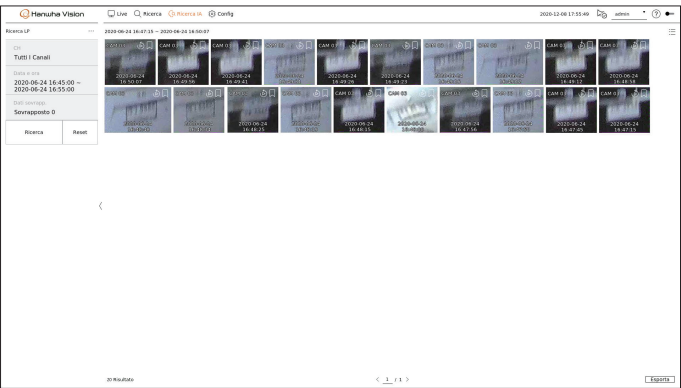 Hanwha Vision
Live
Ricerca
Ricerca IA
Config
2020-12-08 17:55:49
admin
Ricerca LP
2020-06-24 16:47:15 ~ 2020-06-24 16:50:07
CH
Tutti I Canali
Data e ora
2020-06-24 16:45:00 ~
2020-06-24 16:55:00
Dati sovrapp.
Sovrapposto 0
Ricerca
Reset
2020-06-24
16:50:07
2020-06-24
16:49:56
2020-06-24
16:49:41
2020-06-24
16:49:26
2020-06-24
16:49:23
2020-06-24
16:49:12
2020-06-24
16:48:58
CAM 03
2020-06-24
16:48:25
2020-06-24
16:48:15
2020-06-24
16:47:56
2020-06-24
16:47:45
2020-06-24
16:47:15
20 Risultato
< 1 / 1 >
Esporta